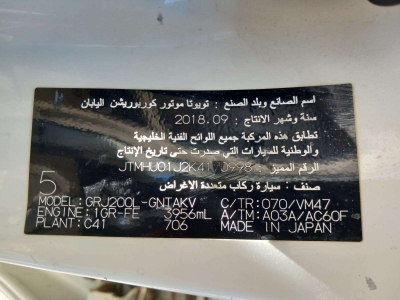 اسم الصانع وبلد الصنع : تويوتا موتور كوربوريشن اليابان
سنة وشهر الانتاج : 2018.09
تطابق هذه المركبة جميع اللوائح الفنية الخليجية
والوطنية للسيارات التي صدرت حتى تاريخ الإنتاج
الرقم المميز :
صنف : سيارة ركاب متعددة الاغراض
5
MODEL: GRJ200L-GNTAKV C/TR: 070/VM47
ENGINE: 1GR-FE 3956mL A/TM: A03A/AC60F
PLANT: C41 706 MADE IN JAPAN